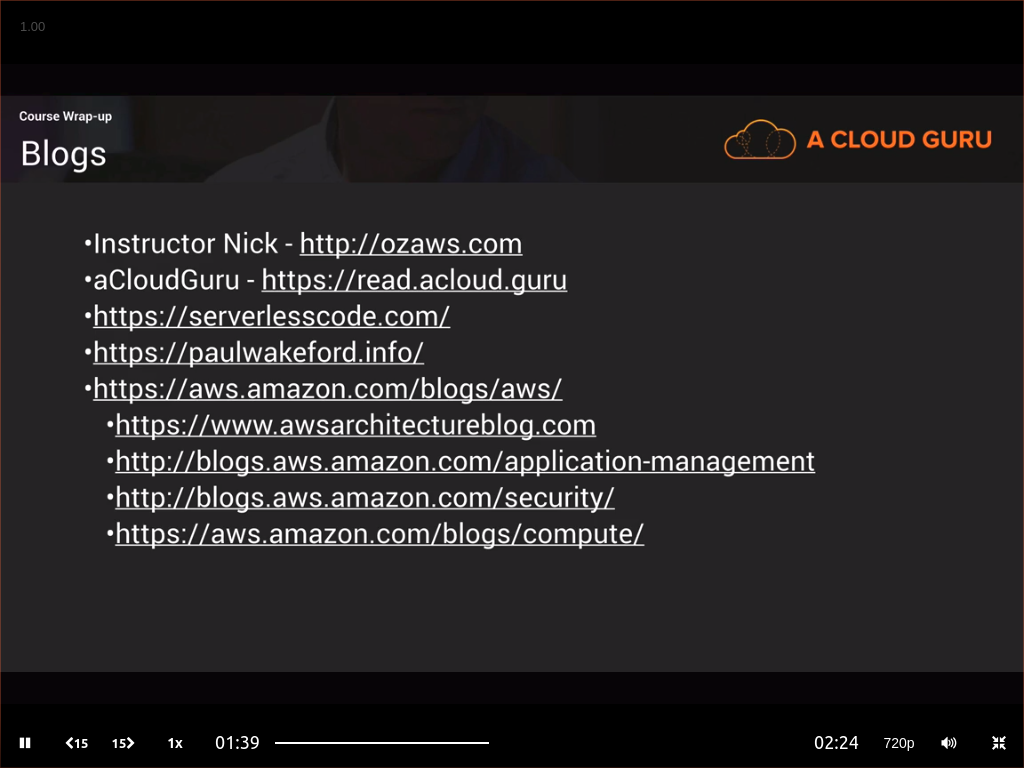 1.00
Course Wrap-up
Blogs
A CLOUD GURU
•Instructor Nick - http://ozaws.com
•aCloudGuru - https://read.acloud.guru
•https://serverlesscode.com/
•https://paulwakeford.info/
•https://aws.amazon.com/blogs/aws/
•https://www.awsarchitectureblog.com
•http://blogs.aws.amazon.com/application-management
•http://blogs.aws.amazon.com/security/
•https://aws.amazon.com/blogs/compute/
15 15 1x 01:39 02:24 720p